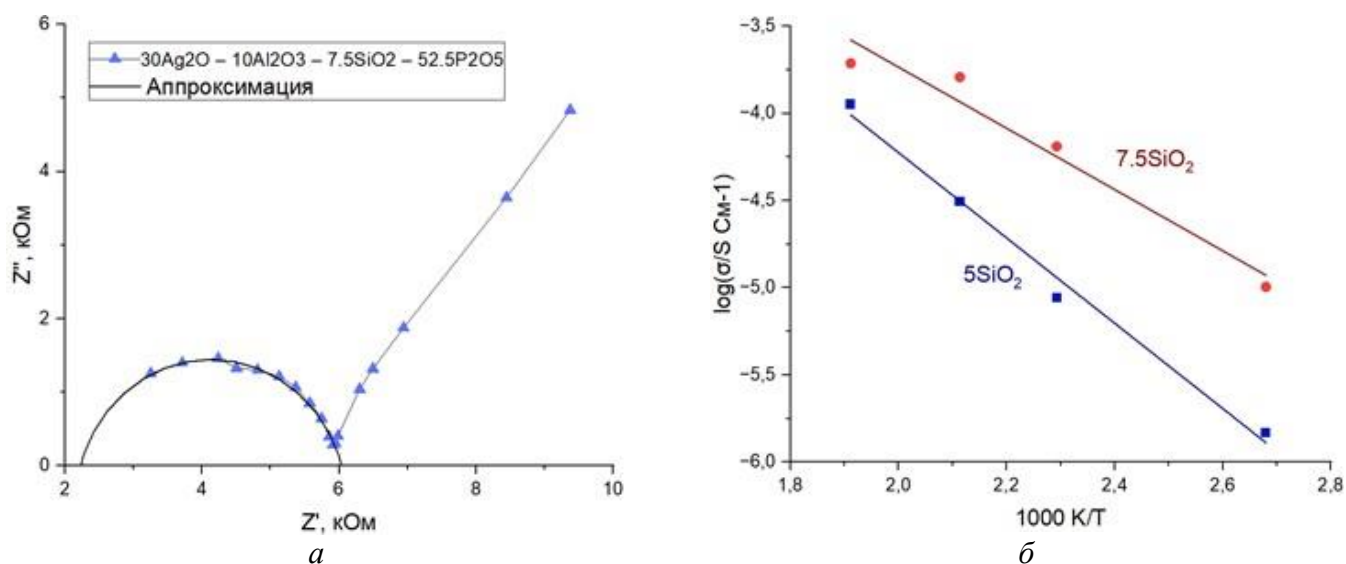 6
4
2
0
Z'', кОм
30Ag2O – 10Al2O3 – 7.5SiO2 – 52.5P2O5
Аппроксимация
2
4
6
8
10
Z', кОм
а
−3,5
−4,0
−4,5
−5,0
−5,5
−6,0
log(σ/S См-1)
7.5SiO₂
5SiO₂
1,8
2,0
2,2
2,4
2,6
2,8
1000 K/T
б